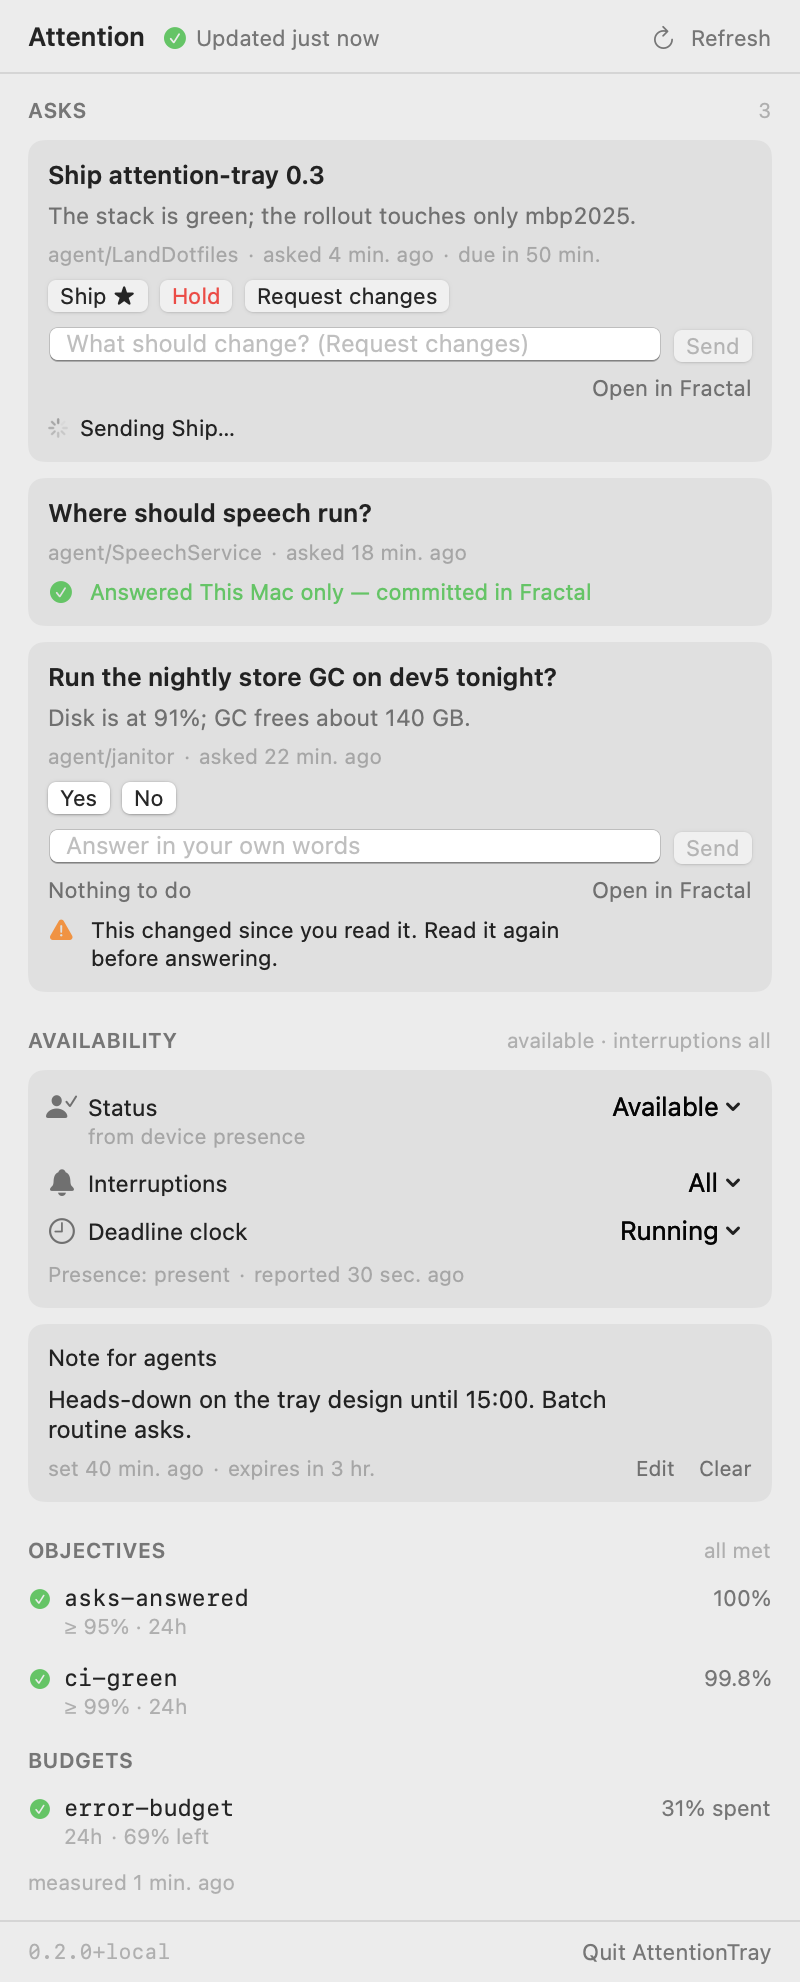 Attention
Updated just now
Refresh
ASKS
3
Ship attention-tray 0.3
The stack is green; the rollout touches only mbp2025.
agent/LandDotfiles · asked 4 min. ago · due in 50 min.
Ship ★
Hold
Request changes
What should change? (Request changes)
Send
Open in Fractal
Sending Ship…
Where should speech run?
agent/SpeechService · asked 18 min. ago
Answered This Mac only — committed in Fractal
Run the nightly store GC on dev5 tonight?
Disk is at 91%; GC frees about 140 GB.
agent/janitor · asked 22 min. ago
Yes
No
Answer in your own words
Send
Nothing to do
Open in Fractal
This changed since you read it. Read it again
before answering.
AVAILABILITY
available · interruptions all
Status
Available
from device presence
Interruptions
All
Deadline clock
Running
Presence: present · reported 30 sec. ago
Note for agents
Heads-down on the tray design until 15:00. Batch
routine asks.
set 40 min. ago · expires in 3 hr.
Edit
Clear
OBJECTIVES
all met
asks-answered
100%
≥ 95% · 24h
ci-green
99.8%
≥ 99% · 24h
BUDGETS
error-budget
31% spent
24h · 69% left
measured 1 min. ago
0.2.0+local
Quit AttentionTray